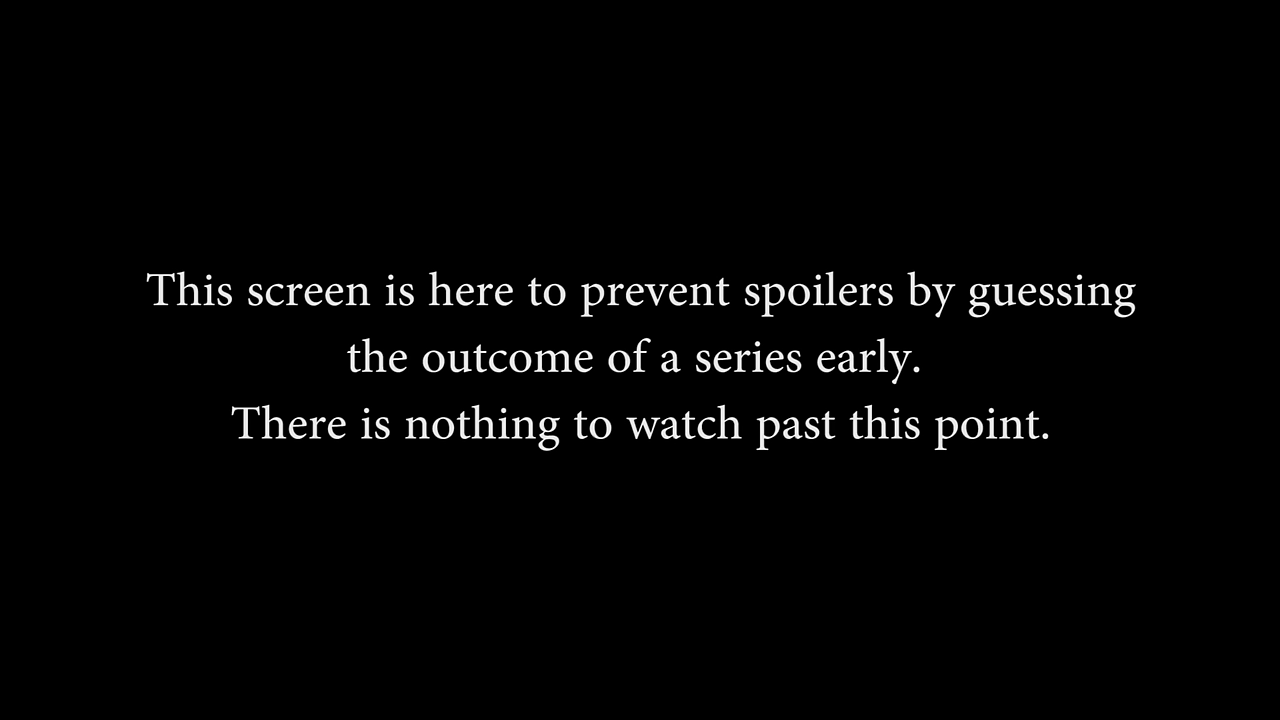 This screen is here to prevent spoilers by guessing
the outcome of a series early.
There is nothing to watch past this point.